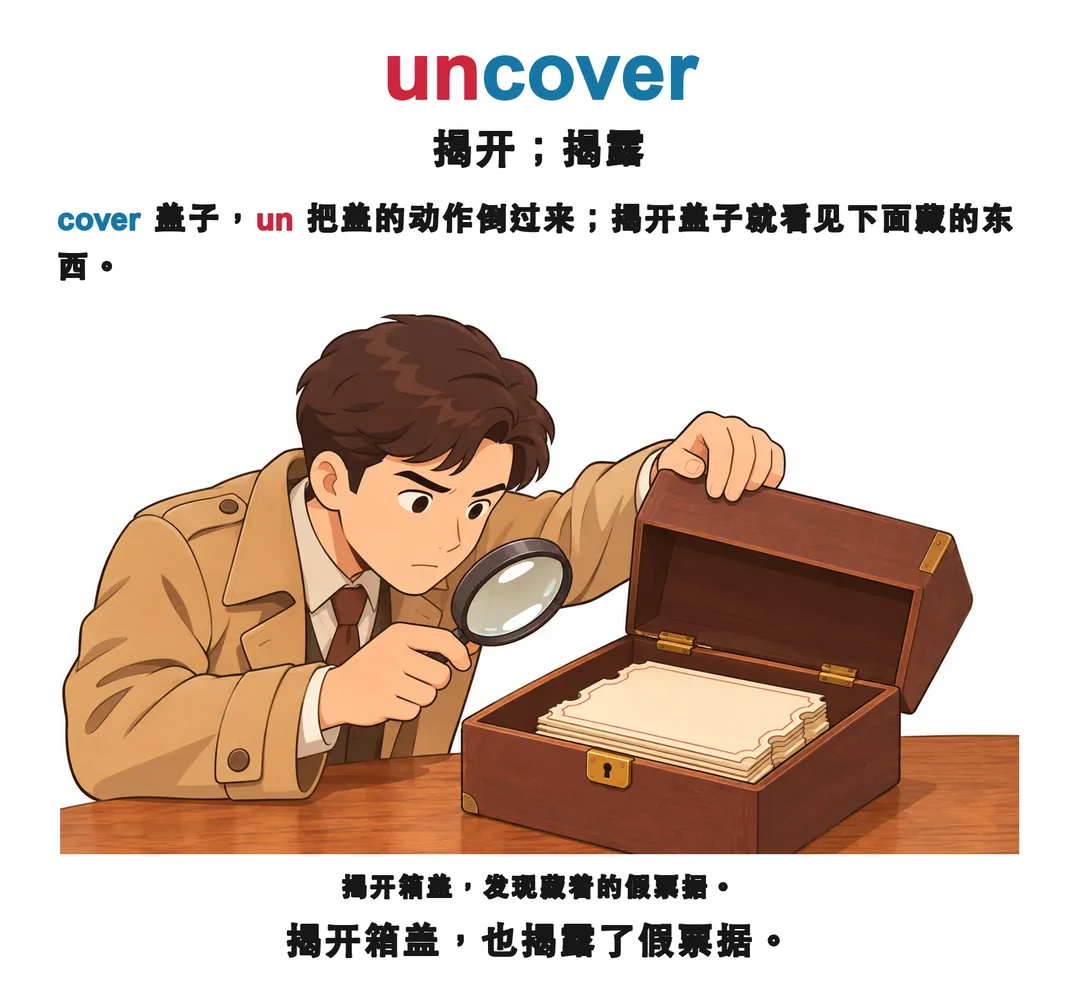 uncover
揭开；揭露
cover 盖子，un 把盖的动作倒过来；揭开盖子就看见下面藏的东
西。
揭开箱盖，发现藏着的假票据。
揭开箱盖，也揭露了假票据。